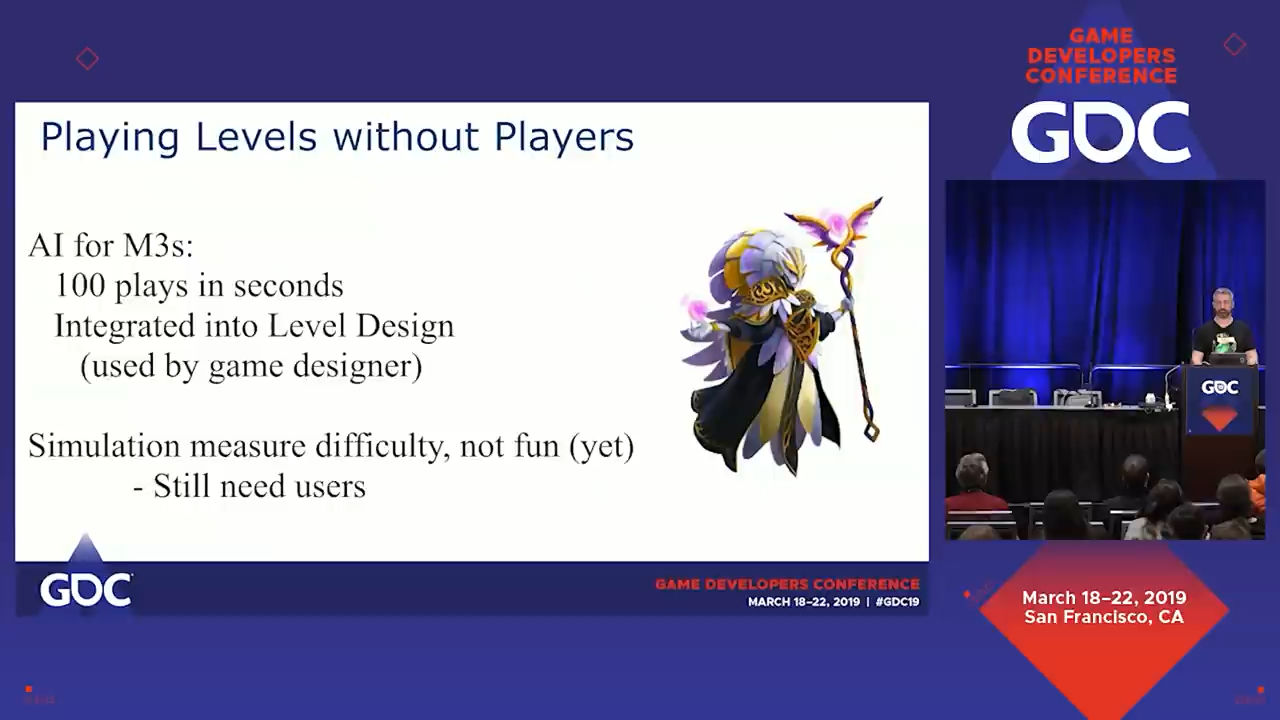 GAME
DEVELOPERS
CONFERENCE
GDC
Playing Levels without Players
AI for M3s:
100 plays in seconds
Integrated into Level Design
(used by game designer)
Simulation measure difficulty, not fun (yet)
- Still need users
GDC
GAME DEVELOPERS CONFERENCE
MARCH 18–22, 2019 | #GDC19
GDC
March 18–22, 2019
San Francisco, CA